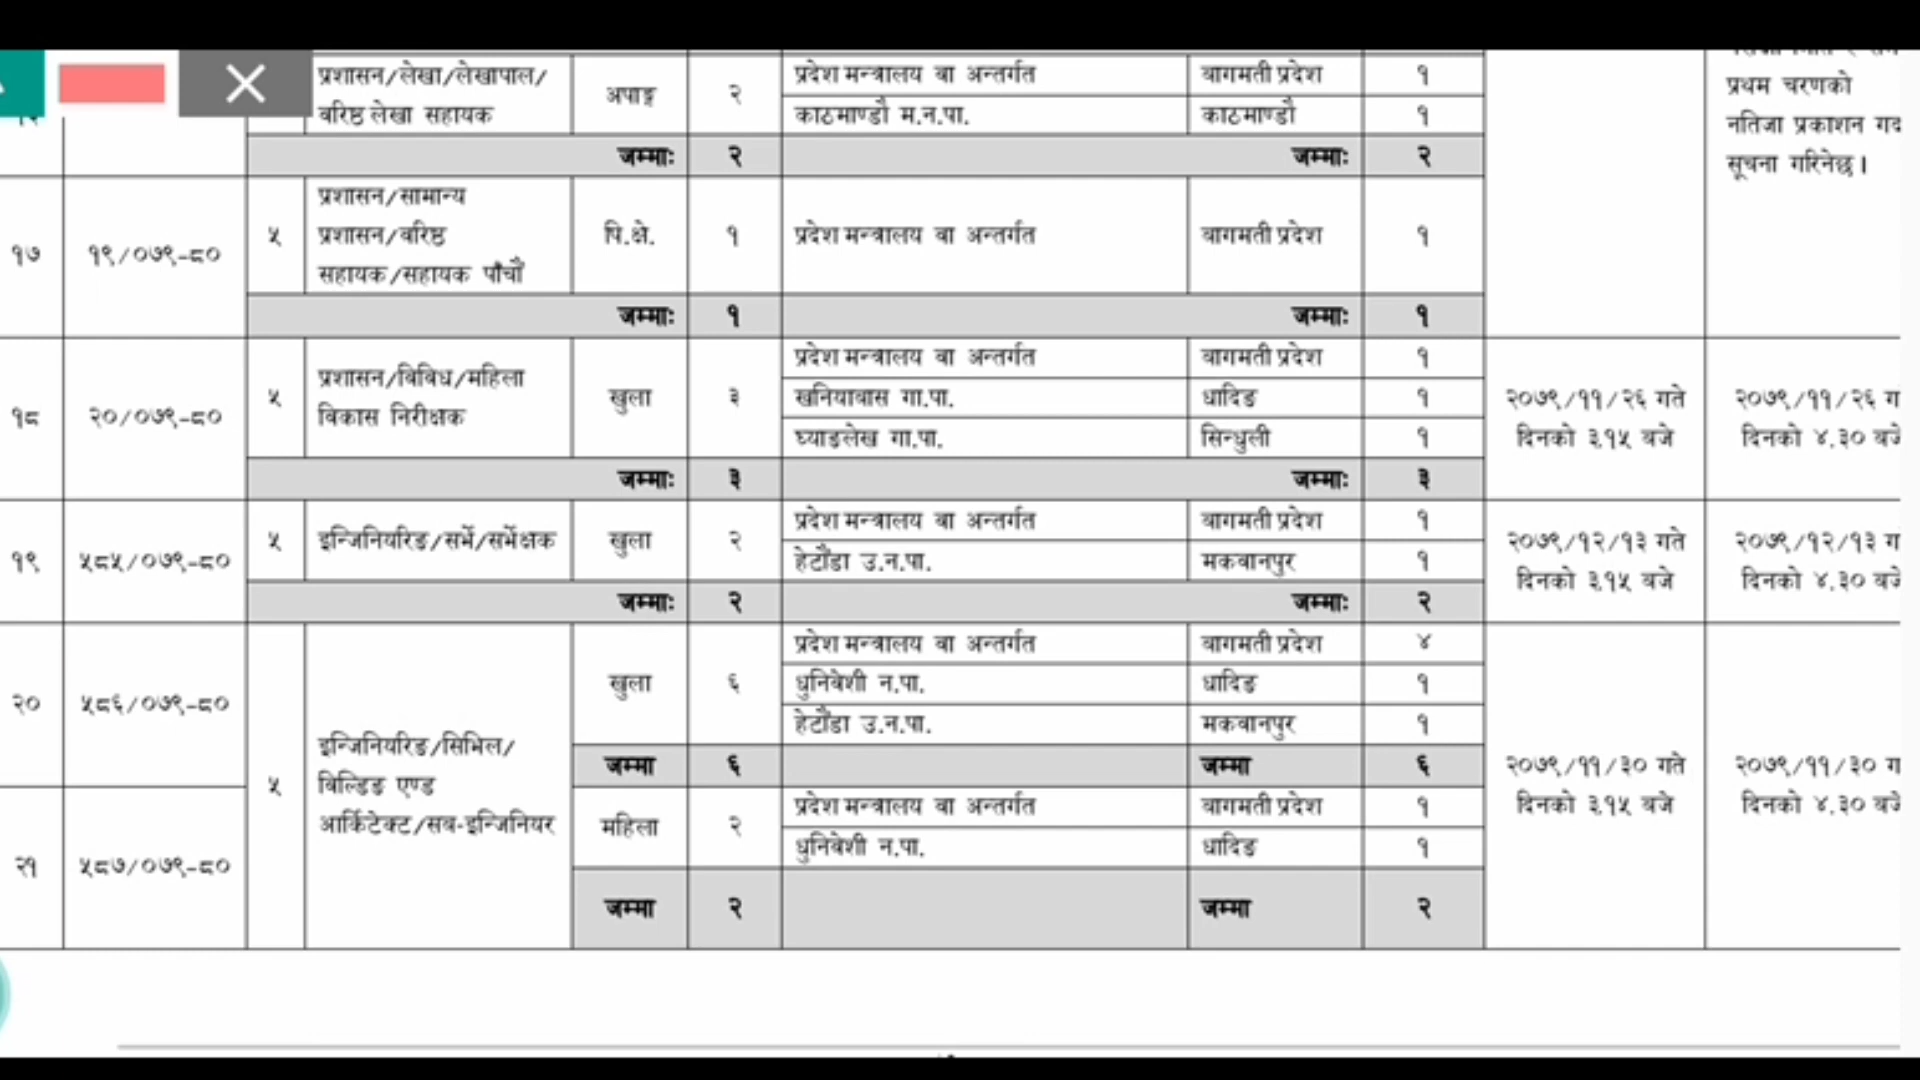 प्रशासन/लेखा/लेखापाल/ अपाङ्ग २ प्रदेश मन्त्रालय वा अन्तर्गत बागमती प्रदेश १
वरिष्ठ लेखा सहायक काठमाण्डौ म.न.पा. काठमाण्डौ १
प्रथम चरणको
नतिजा प्रकाशन
सूचना गरिनेछ।
जम्माः २ जम्माः २
१७ १९/०७९-८० ५ प्रशासन/सामान्य
प्रशासन/वरिष्ठ
सहायक/सहायक पाँचौं
पि.क्षे. १ प्रदेश मन्त्रालय वा अन्तर्गत बागमती प्रदेश १
जम्माः १ जम्माः १
१८ २०/०७९-८० ५ प्रशासन/विविध/महिला
विकास निरीक्षक
खुला ३ प्रदेश मन्त्रालय वा अन्तर्गत बागमती प्रदेश १
खनियाबास गा.पा. धादिङ १
घ्याङलेख गा.पा. सिन्धुली १
२०७९/११/२६ गते
दिनको ३.१५ बजे
२०७९/११/२६
दिनको ४.३० बजे
जम्माः ३ जम्माः ३
१९ ५८५/०७९-८० ५ इन्जिनियरिङ/सर्भे/सर्भेक्षक खुला २ प्रदेश मन्त्रालय वा अन्तर्गत बागमती प्रदेश १
हेटौंडा उ.न.पा. मकवानपुर १
२०७९/१२/१३ गते
दिनको ३.१५ बजे
२०७९/१२/१३
दिनको ४.३० बजे
जम्माः २ जम्माः २
२० ५८६/०७९-८० ५ इन्जिनियरिङ/सिभिल/
बिल्डिङ एण्ड
आर्किटेक्ट/सब-इन्जिनियर
खुला ६ प्रदेश मन्त्रालय वा अन्तर्गत बागमती प्रदेश ४
धुनिवेशी न.पा. धादिङ १
हेटौंडा उ.न.पा. मकवानपुर १
जम्मा ६ जम्मा ६
२०७९/११/३० गते
दिनको ३.१५ बजे
२०७९/११/३०
दिनको ४.३० बजे
२१ ५८७/०७९-८० महिला २ प्रदेश मन्त्रालय वा अन्तर्गत बागमती प्रदेश १
धुनिवेशी न.पा. धादिङ १
जम्मा २ जम्मा २